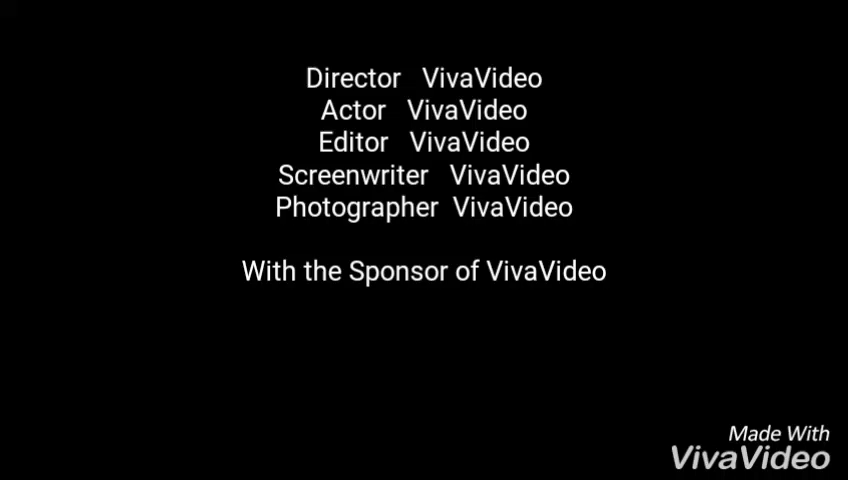 Director VivaVideo
Actor VivaVideo
Editor VivaVideo
Screenwriter VivaVideo
Photographer VivaVideo
With the Sponsor of VivaVideo
Made With
VivaVideo